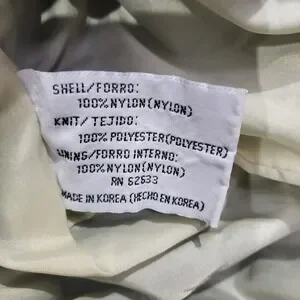 SHELL/FORRO:
100% NYLON(NYLON)
KNIT/ TEJIDO:
100% POLYESTER(POLYESTER)
LINING/FORRO INTERNO:
100% NYLON(NYLON)
RN 62633
MADE IN KOREA (HECHO EN KOREA)